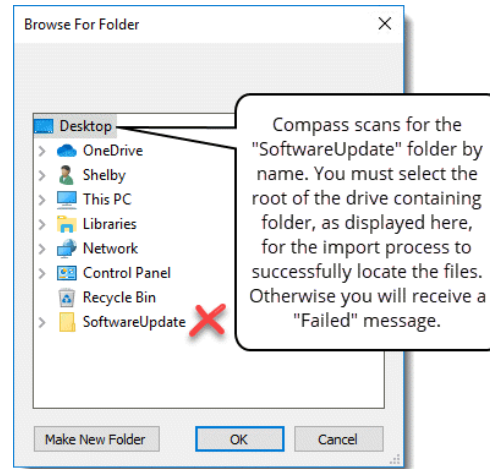 Browse For Folder
Desktop
OneDrive
Shelby
This PC
Libraries
Network
Control Panel
Recycle Bin
SoftwareUpdate
Compass scans for the
"SoftwareUpdate" folder by
name. You must select the
root of the drive containing
folder, as displayed here,
for the import process to
successfully locate the files.
Otherwise you will receive a
"Failed" message.
Make New Folder
OK
Cancel